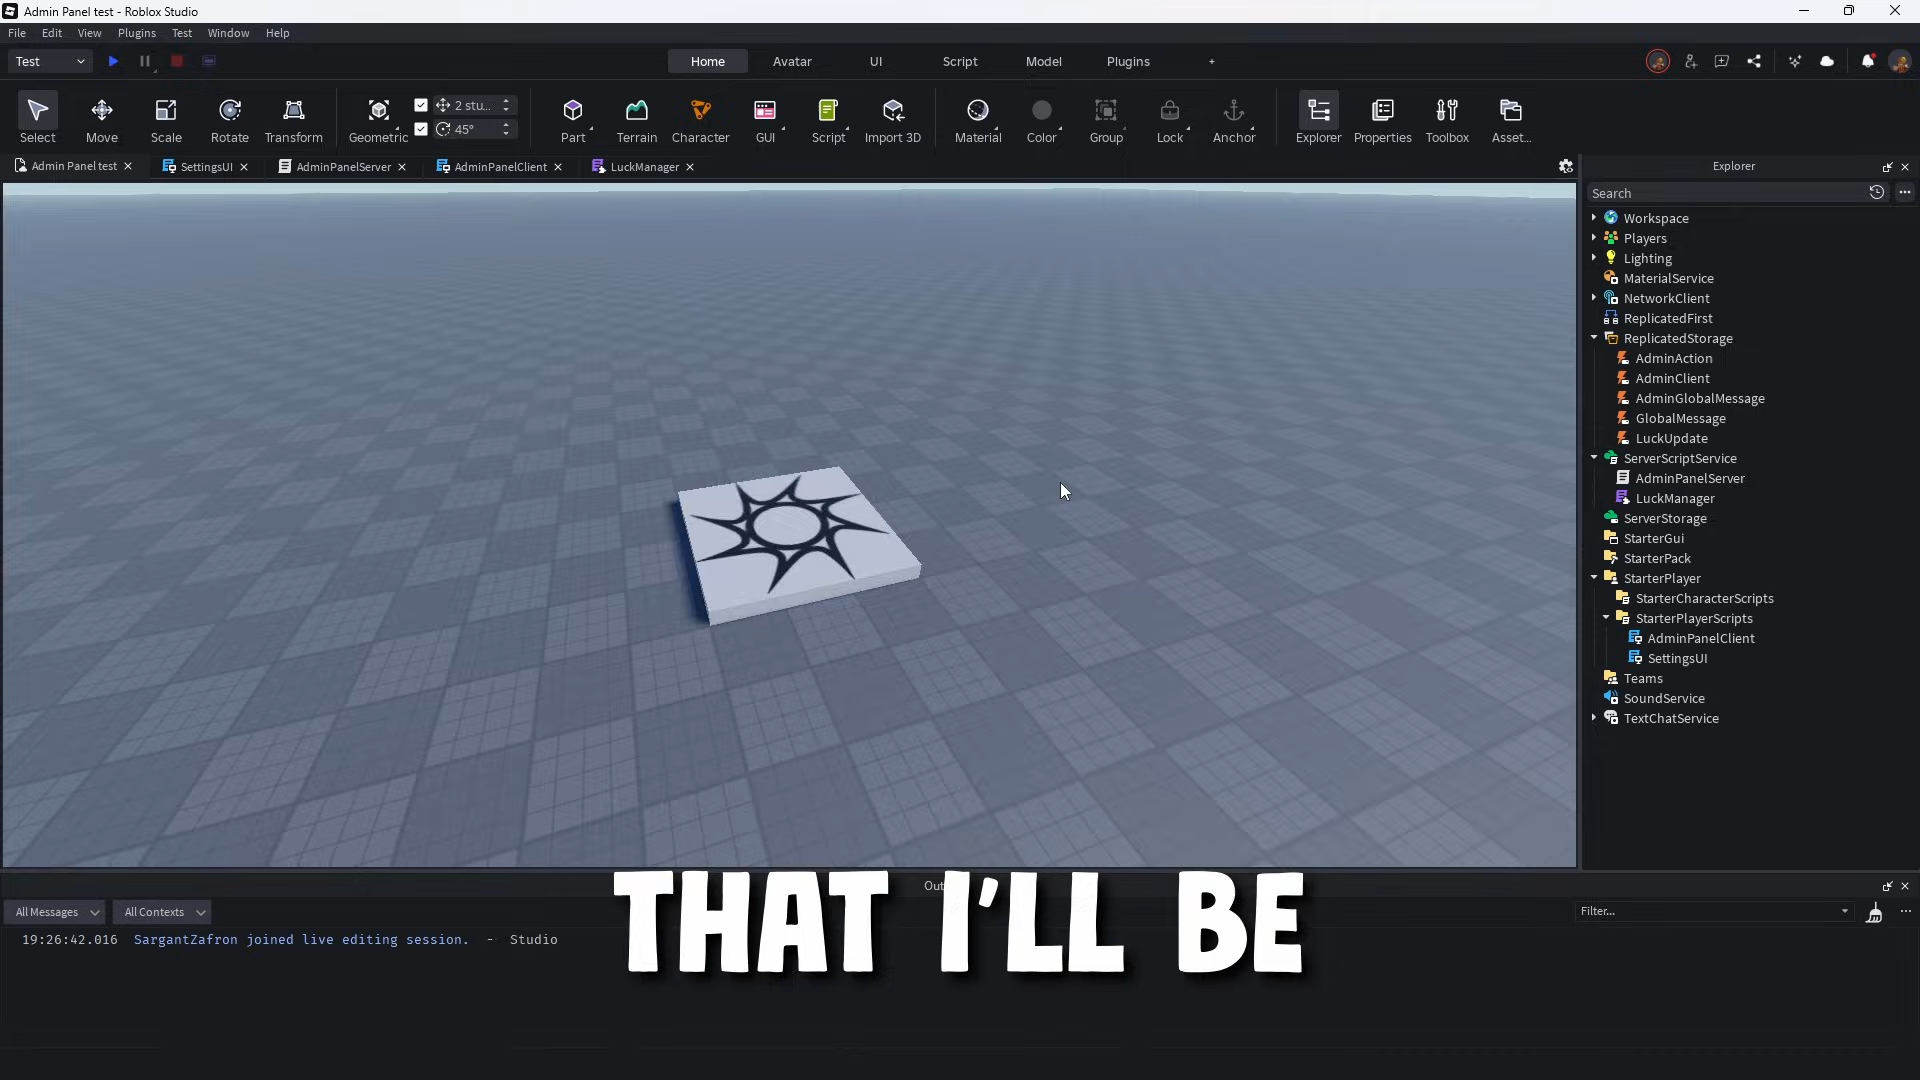 Admin Panel test - Roblox Studio
File Edit View Plugins Test Window Help
Test
Home Avatar UI Script Model Plugins +
2 stu...
45°
Select Move Scale Rotate Transform Geometric Part Terrain Character GUI Script Import 3D Material Color Group Lock Anchor Explorer Properties Toolbox Asset...
Admin Panel test SettingsUI AdminPanelServer AdminPanelClient LuckManager
Explorer
Search
Workspace
Players
Lighting
MaterialService
NetworkClient
ReplicatedFirst
ReplicatedStorage
AdminAction
AdminClient
AdminGlobalMessage
GlobalMessage
LuckUpdate
ServerScriptService
AdminPanelServer
LuckManager
ServerStorage
StarterGui
StarterPack
StarterPlayer
StarterCharacterScripts
StarterPlayerScripts
AdminPanelClient
SettingsUI
Teams
SoundService
TextChatService
All Messages All Contexts Filter...
19:26:42.016 SargantZafron joined live editing session. - Studio
THAT I'LL BE